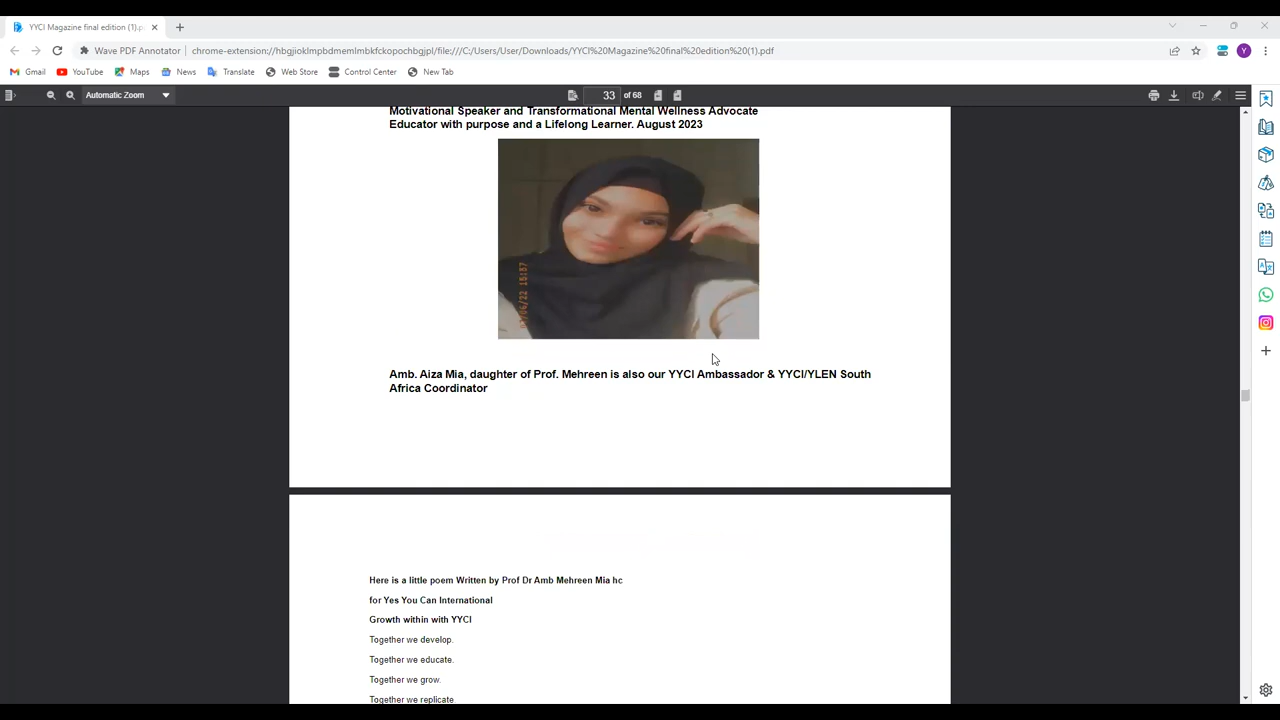 YYCI Magazine final edition (1).p
Wave PDF Annotator
chrome-extension://hbgjioklmpbdmemlmbkfckopochbgjpl/file:///C:/Users/User/Downloads/YYCI%20Magazine%20final%20edition%20(1).pdf
Y
Gmail
YouTube
Maps
News
Translate
Web Store
Control Center
New Tab
Automatic Zoom
33 of 68
Motivational Speaker and Transformational Mental Wellness Advocate
Educator with purpose and a Lifelong Learner. August 2023
Amb. Aiza Mia, daughter of Prof. Mehreen is also our YYCI Ambassador & YYCI/YLEN South
Africa Coordinator
Here is a little poem Written by Prof Dr Amb Mehreen Mia hc
for Yes You Can International
Growth within with YYCI
Together we develop.
Together we educate.
Together we grow.
Together we replicate.